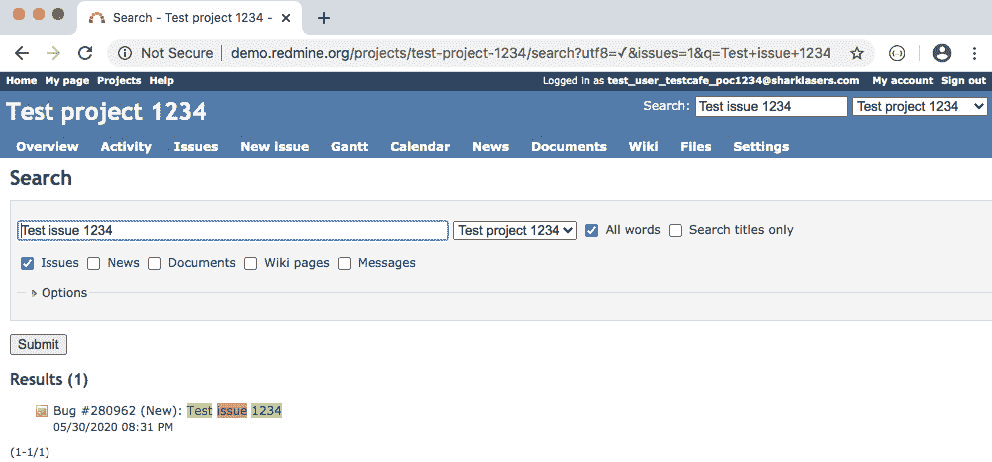 Search - Test project 1234 -
Not Secure | demo.redmine.org/projects/test-project-1234/search?utf8=✓&issues=1&q=Test+issue+1234
Home My page Projects Help Logged in as test_user_testcafe_poc1234@sharklasers.com My account Sign out
Test project 1234 Search: Test issue 1234 Test project 1234
Overview Activity Issues New issue Gantt Calendar News Documents Wiki Files Settings
Search
Test issue 1234 Test project 1234 All words Search titles only
Issues News Documents Wiki pages Messages
Options
Submit
Results (1)
Bug #280962 (New): Test issue 1234
05/30/2020 08:31 PM
(1-1/1)